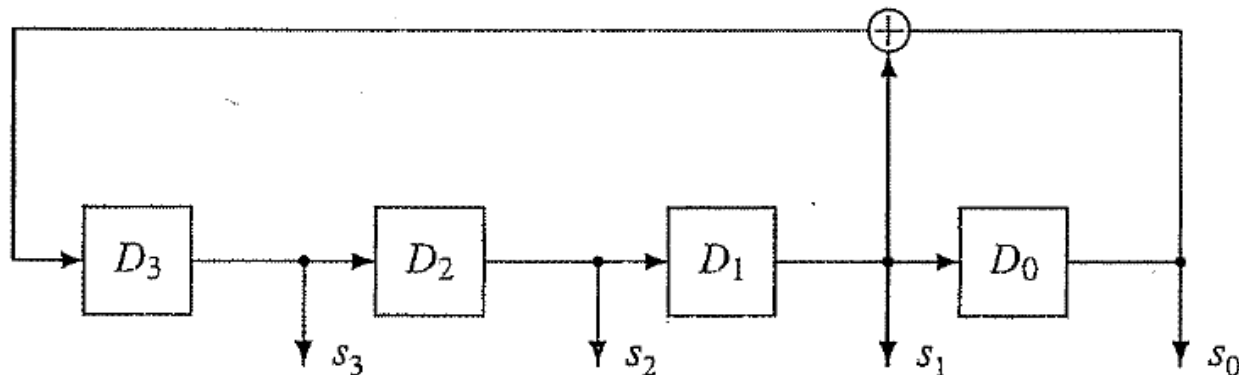 D₃ D₂ D₁ D₀
s₃ s₂ s₁ s₀